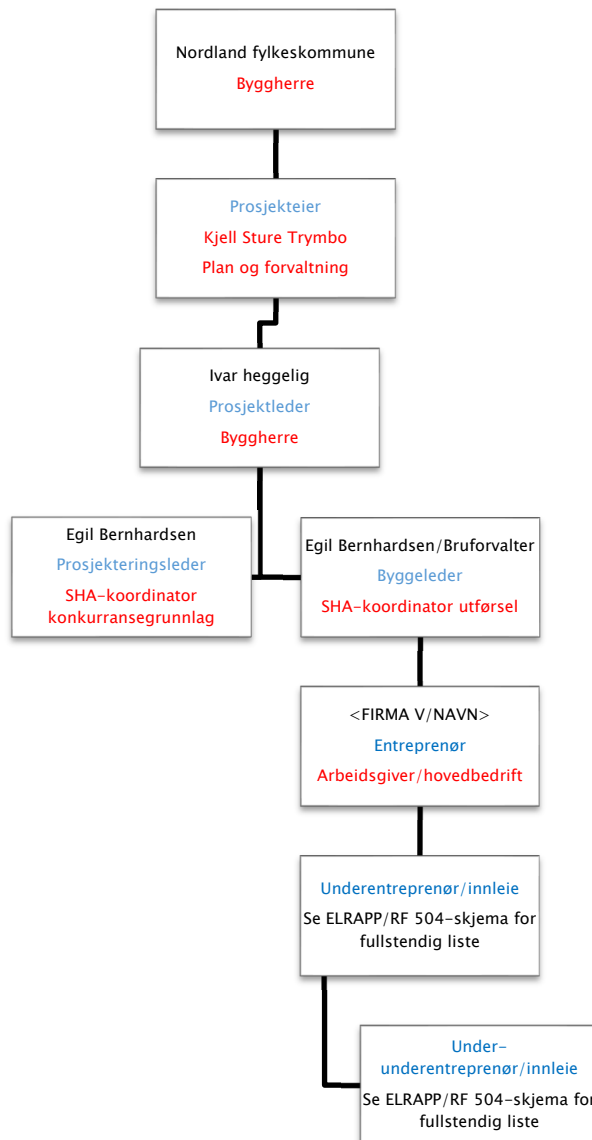 Nordland fylkeskommune
Byggherre
Prosjekteier
Kjell Sture Trymbo
Plan og forvaltning
Ivar heggelig
Prosjektleder
Byggherre
Egil Bernhardsen
Prosjekteringsleder
SHA-koordinator
konkurransegrunnlag
Egil Bernhardsen/Bruforvalter
Byggeleder
SHA-koordinator utførsel
<FIRMA V/NAVN>
Entreprenør
Arbeidsgiver/hovedbedrift
Underentreprenør/innleie
Se ELRAPP/RF 504-skjema for
fullstendig liste
Under-
underentreprenør/innleie
Se ELRAPP/RF 504-skjema for
fullstendig liste